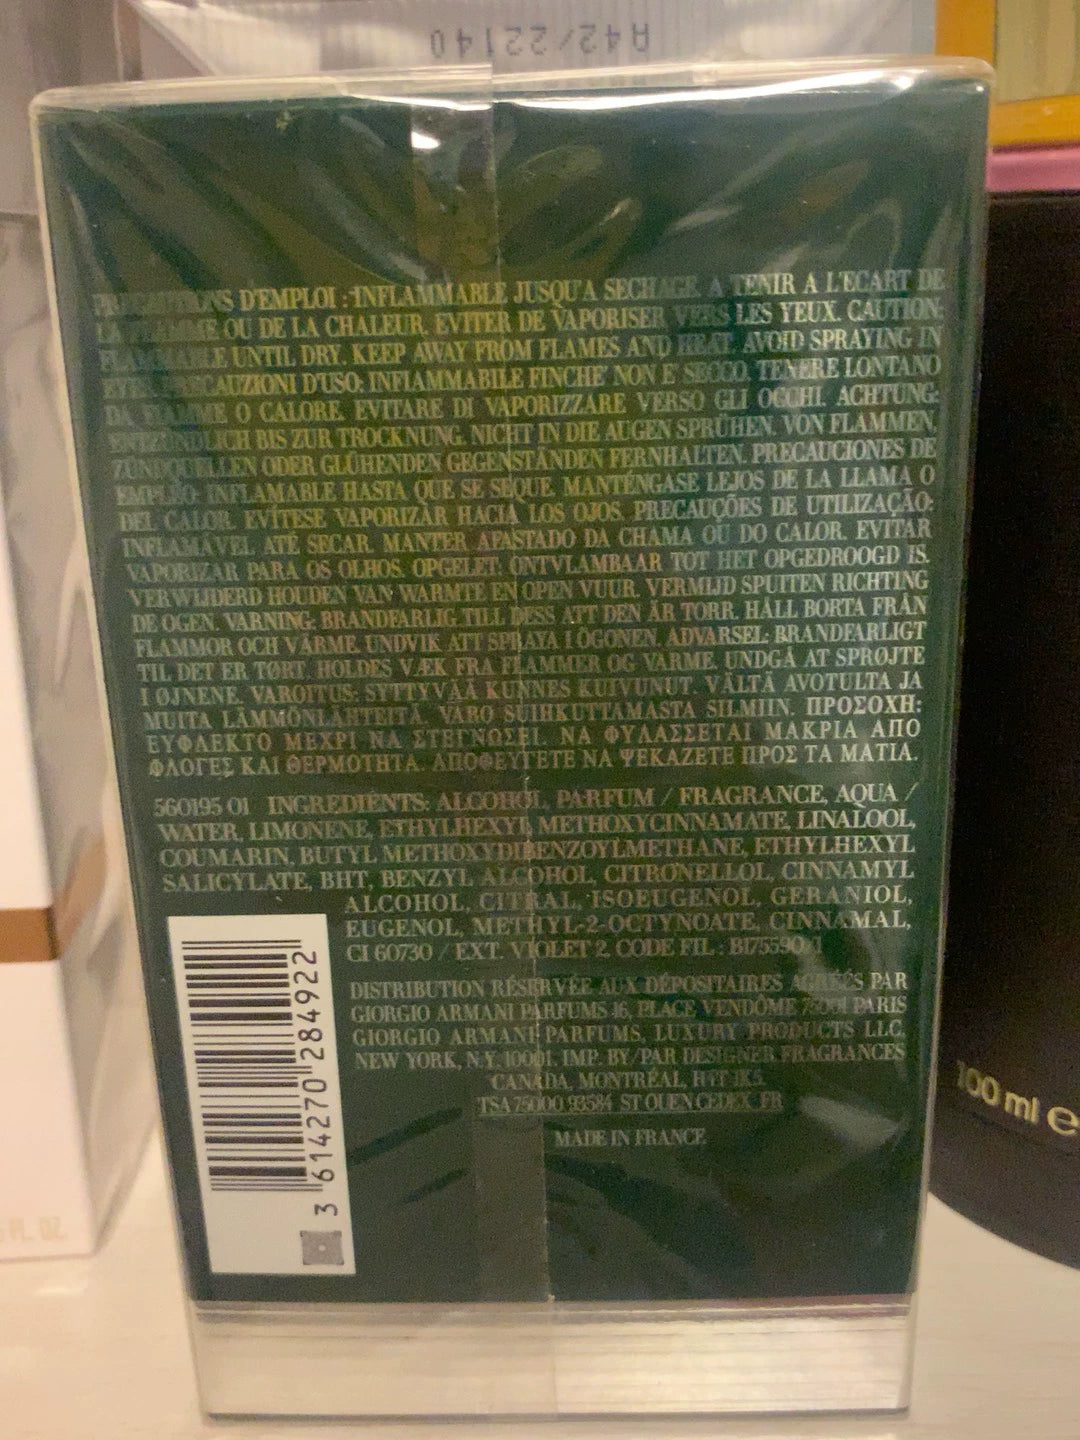 A42/22140
D'EMPLOI : INFLAMMABLE JUSQU'A SECHAGE. A TENIR A L'ECART DE
LA FLAMME OU DE LA CHALEUR. EVITER DE VAPORISER VERS LES YEUX. CAUTION:
FLAMMABLE UNTIL DRY. KEEP AWAY FROM FLAMES AND HEAT. AVOID SPRAYING IN
PRECAUZIONI D'USO: INFIAMMABILE FINCHE' NON E' SECCO. TENERE LONTANO
DA FIAMME O CALORE. EVITARE DI VAPORIZZARE VERSO GLI OCCHI. ACHTUNG:
ENTZÜNDLICH BIS ZUR TROCKNUNG. NICHT IN DIE AUGEN SPRÜHEN. VON FLAMMEN,
ZÜNDQUELLEN ODER GLÜHENDEN GEGENSTÄNDEN FERNHALTEN. PRECAUCIONES DE
EMPLEO: INFLAMABLE HASTA QUE SE SEQUE. MANTÉNGASE LEJOS DE LA LLAMA O
DEL CALOR. EVÍTESE VAPORIZAR HACIA LOS OJOS. PRECAUÇÕES DE UTILIZAÇÃO:
INFLAMÁVEL ATÉ SECAR. MANTER AFASTADO DA CHAMA OU DO CALOR. EVITAR
VAPORIZAR PARA OS OLHOS. OPGELET: ONTVLAMBAAR TOT HET OPGEDROOGD IS.
VERWIJDERD HOUDEN VAN WARMTE EN OPEN VUUR. VERMIJD SPUITEN RICHTING
DE OGEN. VARNING: BRANDFARLIG TILL DESS ATT DEN ÄR TORR. HÅLL BORTA FRÅN
FLAMMOR OCH VÄRME. UNDVIK ATT SPRAYA I ÖGONEN. ADVARSEL: BRANDFARLIGT
TIL DET ER TØRT. HOLDES VÆK FRA FLAMMER OG VARME. UNDGÅ AT SPRØJTE
I ØJNENE. VAROITUS: SYTTYVÄÄ KUNNES KUIVUNUT. VÄLTÄ AVOTULTA JA
MUITA LÄMMÖNLÄHTEITÄ. VARO SUIHKUTTAMASTA SILMIIN. ΠΡΟΣΟΧΗ:
ΕΥΦΛΕΚΤΟ ΜΕΧΡΙ ΝΑ ΣΤΕΓΝΩΣΕΙ. ΝΑ ΦΥΛΑΣΣΕΤΑΙ ΜΑΚΡΙΑ ΑΠΟ
ΦΛΟΓΕΣ ΚΑΙ ΘΕΡΜΟΤΗΤΑ. ΑΠΟΦΕΥΓΕΤΕ ΝΑ ΨΕΚΑΖΕΤΕ ΠΡΟΣ ΤΑ ΜΑΤΙΑ.
560195 01 INGREDIENTS: ALCOHOL, PARFUM / FRAGRANCE, AQUA /
WATER, LIMONENE, ETHYLHEXYL METHOXYCINNAMATE, LINALOOL,
COUMARIN, BUTYL METHOXYDIBENZOYLMETHANE, ETHYLHEXYL
SALICYLATE, BHT, BENZYL ALCOHOL, CITRONELLOL, CINNAMYL
ALCOHOL, CITRAL, ISOEUGENOL, GERANIOL,
EUGENOL, METHYL-2-OCTYNOATE, CINNAMAL,
CI 60730 / EXT. VIOLET 2. CODE FIL : B175590/1
DISTRIBUTION RÉSERVÉE AUX DÉPOSITAIRES AGRÉÉS PAR
GIORGIO ARMANI PARFUMS 16, PLACE VENDÔME 75001 PARIS
GIORGIO ARMANI PARFUMS, LUXURY PRODUCTS LLC.
NEW YORK, N.Y. 10001. IMP. BY/PAR DESIGNER FRAGRANCES
CANADA, MONTRÉAL,
TSA 75000 93584 ST OUEN CEDEX FR
MADE IN FRANCE
3 614270 284922
100 ml e
FL. OZ.